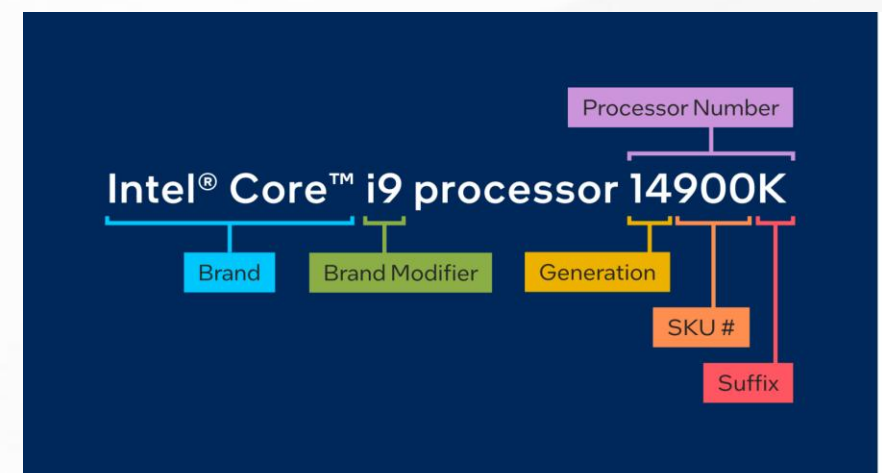 Processor Number
Intel® Core™ i9 processor 14900K
Brand
Brand Modifier
Generation
SKU #
Suffix